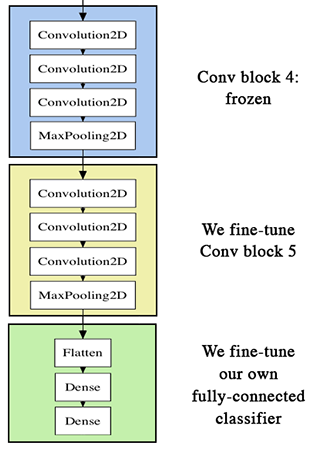 Convolution2D
Convolution2D
Convolution2D
MaxPooling2D
Conv block 4:
frozen
Convolution2D
Convolution2D
Convolution2D
MaxPooling2D
We fine-tune
Conv block 5
Flatten
Dense
Dense
We fine-tune
our own
fully-connected
classifier